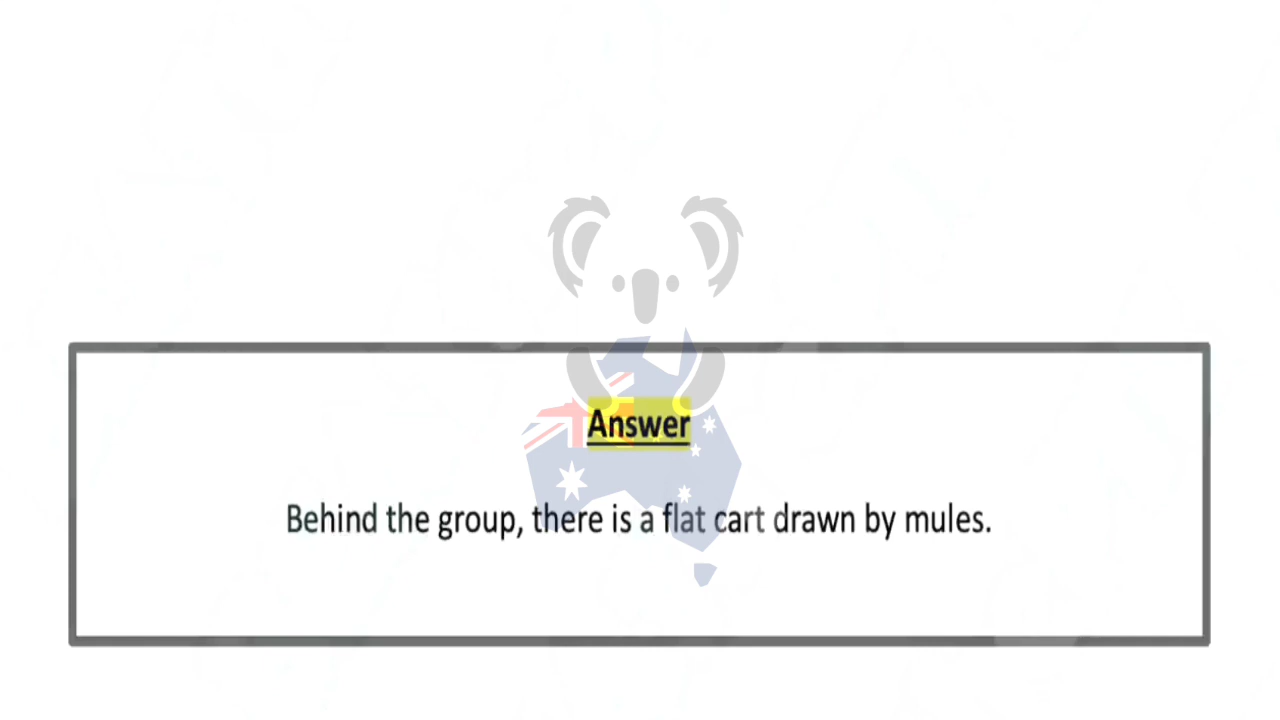 Answer
Behind the group, there is a flat cart drawn by mules.